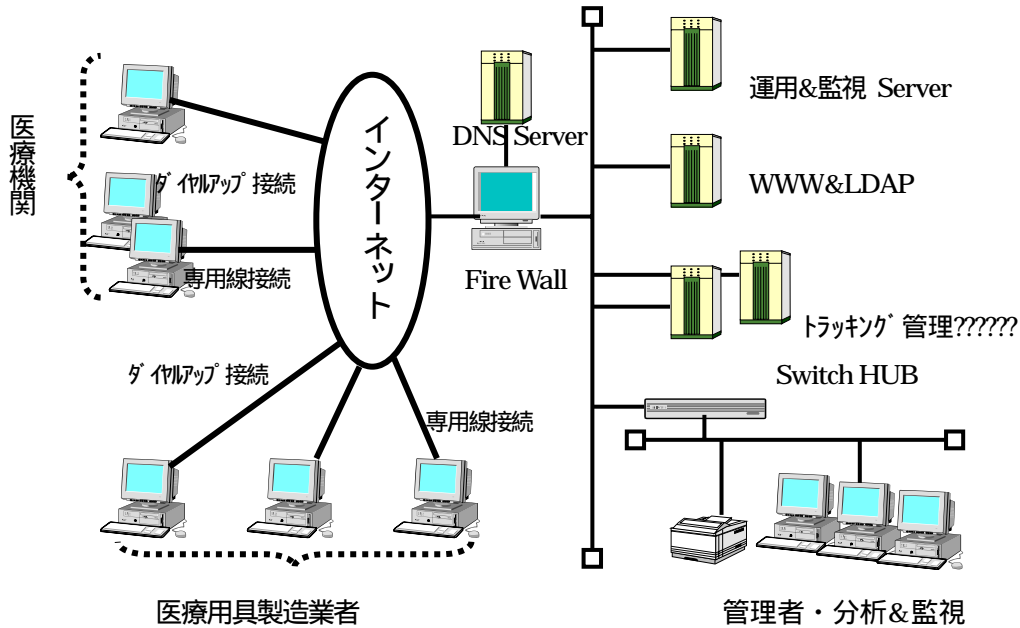 医療機関
ダイヤルアップ接続
専用線接続
インターネット
DNS Server
Fire Wall
運用&監視 Server
WWW&LDAP
トラッキング管理??????
Switch HUB
ダイヤルアップ接続
専用線接続
医療用具製造業者
管理者・分析&監視